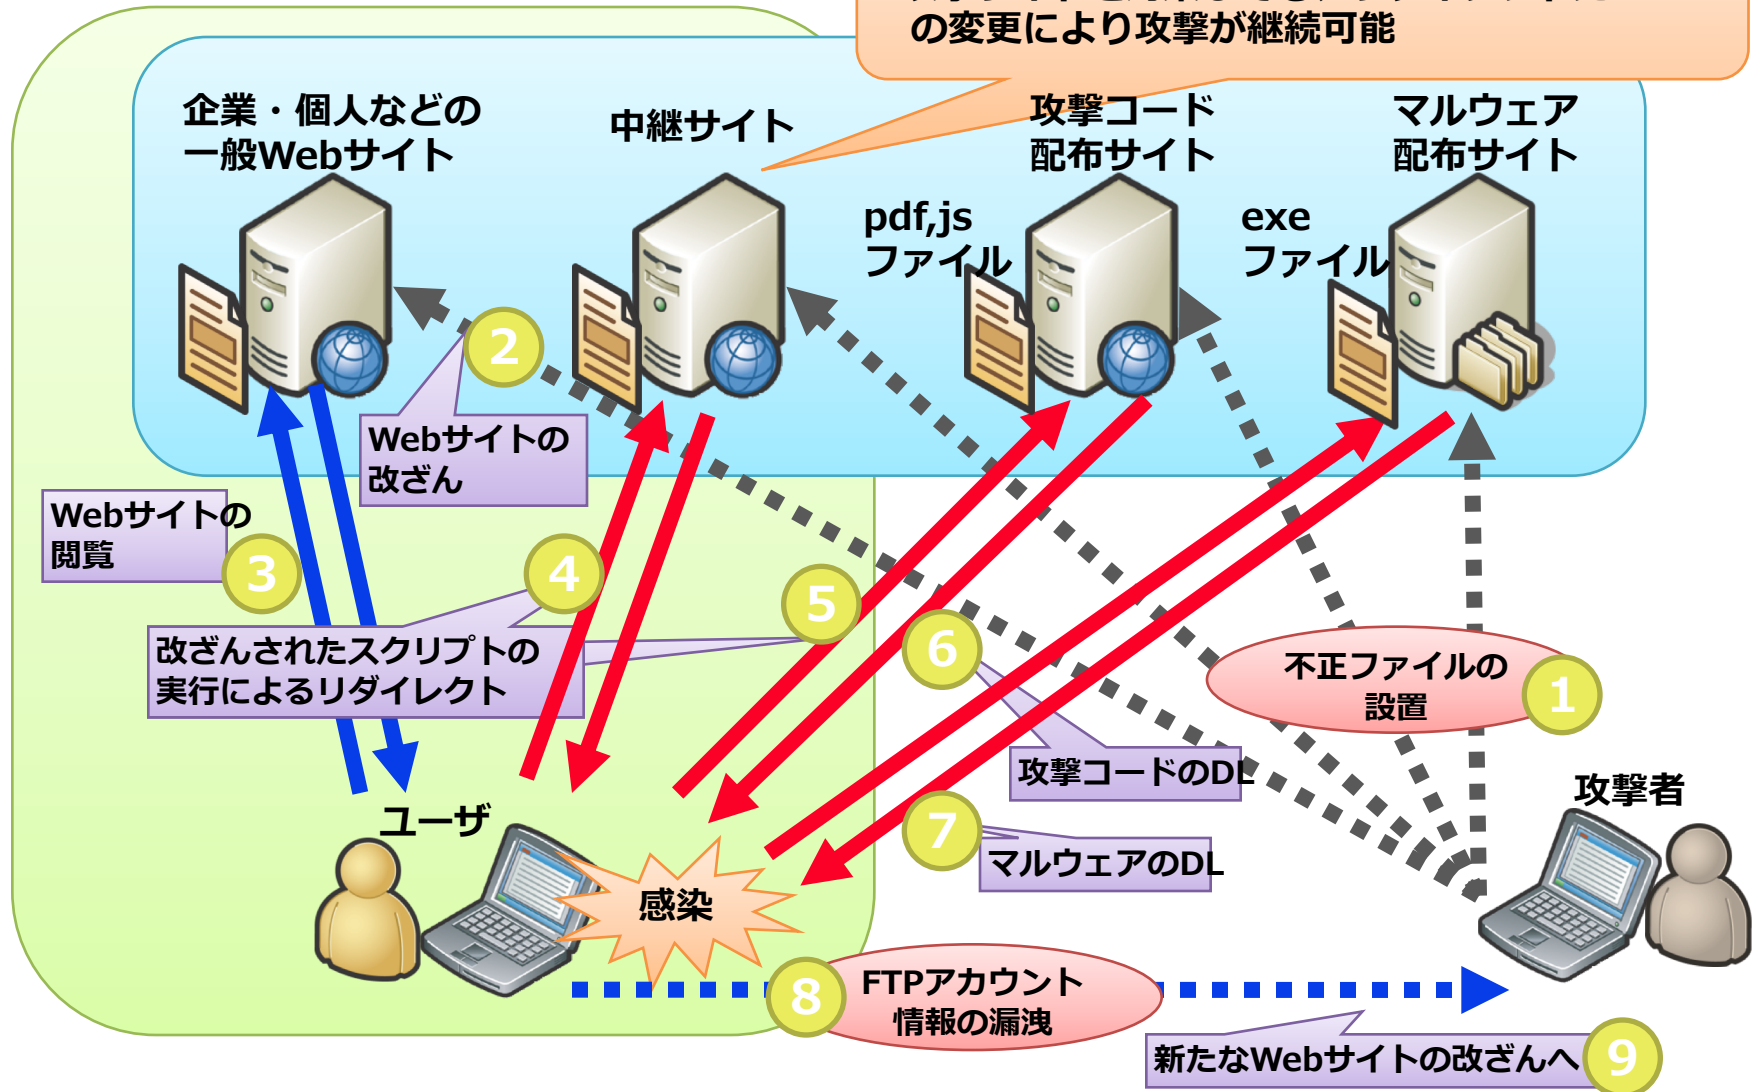 の変更により攻撃が継続可能
企業・個人などの
一般Webサイト
中継サイト
攻撃コード
配布サイト
マルウェア
配布サイト
pdf,js
ファイル
exe
ファイル
2
Webサイトの
改ざん
Webサイトの
閲覧
3
4
5
6
改ざんされたスクリプトの
実行によるリダイレクト
不正ファイルの
設置
1
攻撃コードのDL
攻撃者
ユーザ
7
マルウェアのDL
感染
8
FTPアカウント
情報の漏洩
新たなWebサイトの改ざんへ
9